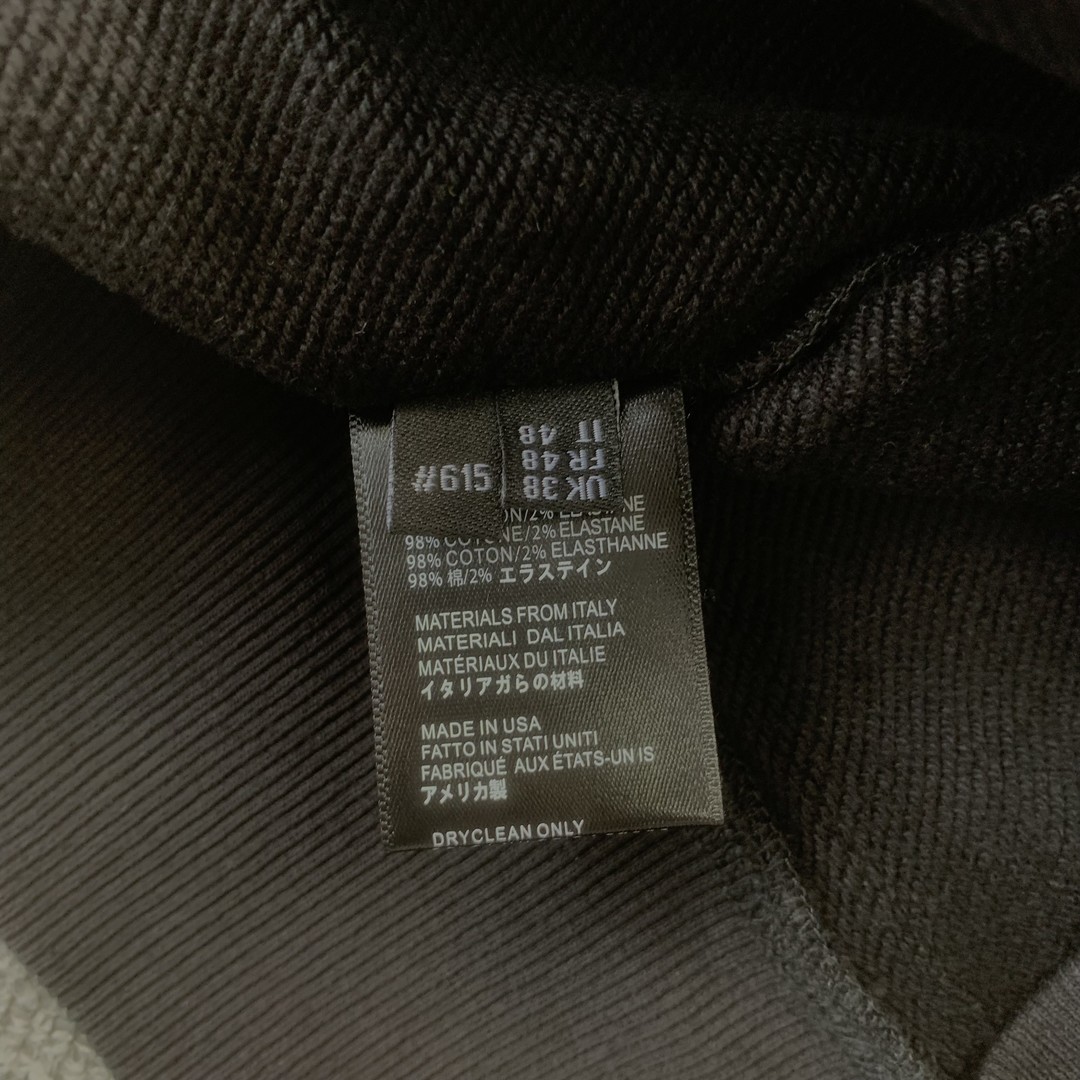 #615
UK 38
FR 48
IT 48
98% COTONE/2% ELASTANE
98% COTON/2% ELASTHANNE
98% 棉/2% エラステイン
MATERIALS FROM ITALY
MATERIALI DAL ITALIA
MATÉRIAUX DU ITALIE
イタリアガらの材料
MADE IN USA
FATTO IN STATI UNITI
FABRIQUÉ AUX ÉTATS-UN IS
アメリカ製
DRYCLEAN ONLY